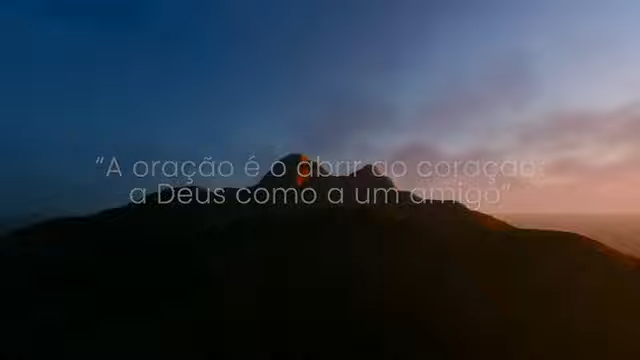 “A oração é o abrir ao coração
a Deus como a um amigo”